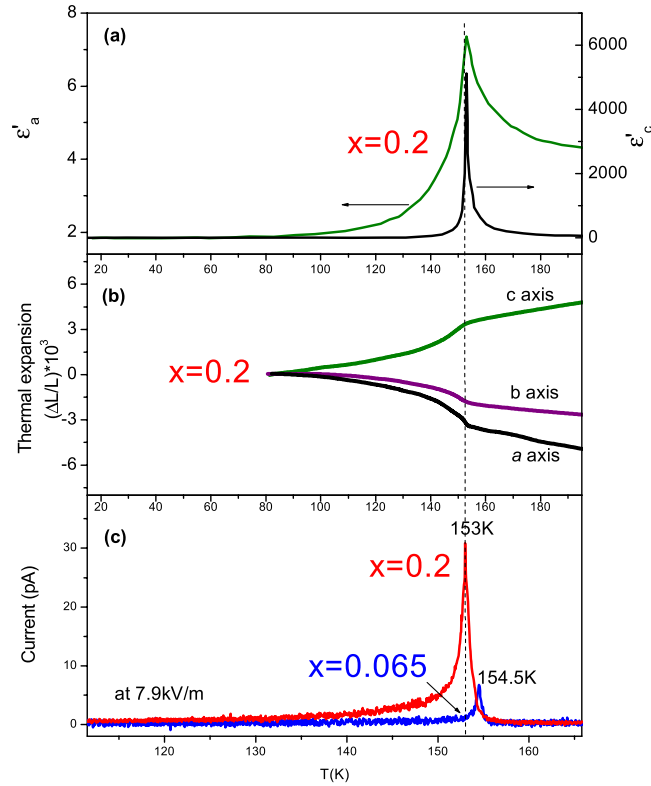 (a)
8
6
4
2
ε'a
x=0.2
6000
4000
2000
0
ε'c
20 40 60 80 100 120 140 160 180
(b)
6
3
0
-3
-6
Thermal expansion
(ΔL/L)*10³
x=0.2
c axis
b axis
a axis
20 40 60 80 100 120 140 160 180
(c)
30
20
10
0
Current (pA)
153K
x=0.2
x=0.065
154.5K
at 7.9kV/m
120 130 140 150 160
T(K)